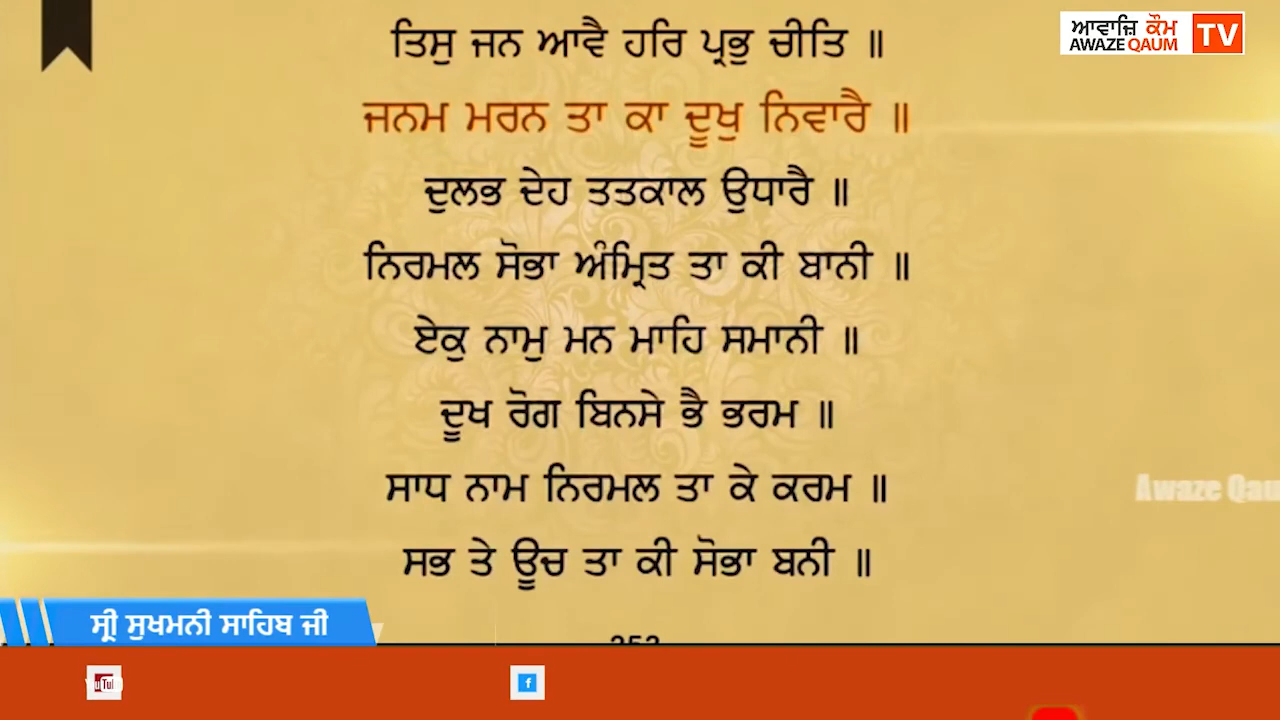 ਤਿਸੁ ਜਨ ਆਵੈ ਹਰਿ ਪ੍ਰਭੁ ਚੀਤਿ ॥
ਆਵਾਜ਼ਿ ਕੌਮ
AWAZE QAUM
TV
ਜਨਮ ਮਰਨ ਤਾ ਕਾ ਦੂਖੁ ਨਿਵਾਰੈ ॥
ਦੁਲਭ ਦੇਹ ਤਤਕਾਲ ਉਧਾਰੈ ॥
ਨਿਰਮਲ ਸੋਭਾ ਅੰਮ੍ਰਿਤ ਤਾ ਕੀ ਬਾਨੀ ॥
ਏਕੁ ਨਾਮੁ ਮਨ ਮਾਹਿ ਸਮਾਨੀ ॥
ਦੂਖ ਰੋਗ ਬਿਨਸੇ ਭੈ ਭਰਮ ॥
ਸਾਧ ਨਾਮ ਨਿਰਮਲ ਤਾ ਕੇ ਕਰਮ ॥
Awaze Qau
ਸਭ ਤੇ ਊਚ ਤਾ ਕੀ ਸੋਭਾ ਬਨੀ ॥
ਸ੍ਰੀ ਸੁਖਮਨੀ ਸਾਹਿਬ ਜੀ